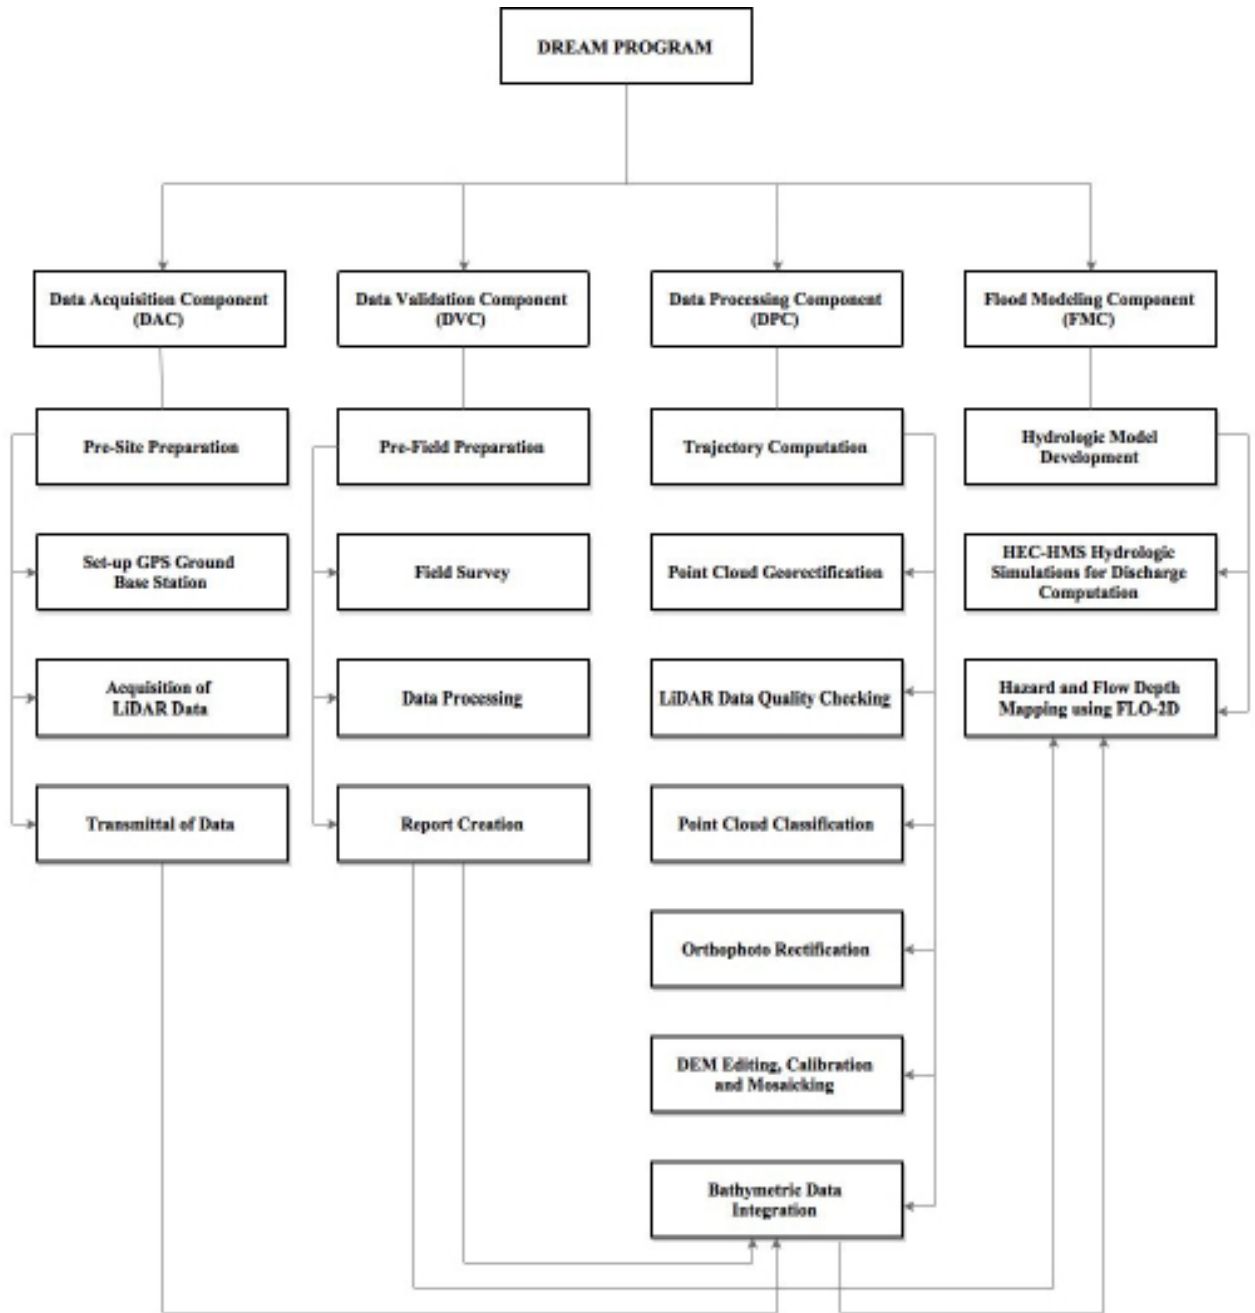 DREAM PROGRAM
Data Acquisition Component
(DAC)
Data Validation Component
(DVC)
Data Processing Component
(DPC)
Flood Modeling Component
(FMC)
Pre-Site Preparation
Pre-Field Preparation
Trajectory Computation
Hydrologic Model
Development
Set-up GPS Ground
Base Station
Field Survey
Point Cloud Georectification
HEC-HMS Hydrologic
Simulations for Discharge
Computation
Acquisition of
LiDAR Data
Data Processing
LiDAR Data Quality Checking
Hazard and Flow Depth
Mapping using FLO-2D
Transmittal of Data
Report Creation
Point Cloud Classification
Orthophoto Rectification
DEM Editing, Calibration
and Mosaicking
Bathymetric Data
Integration